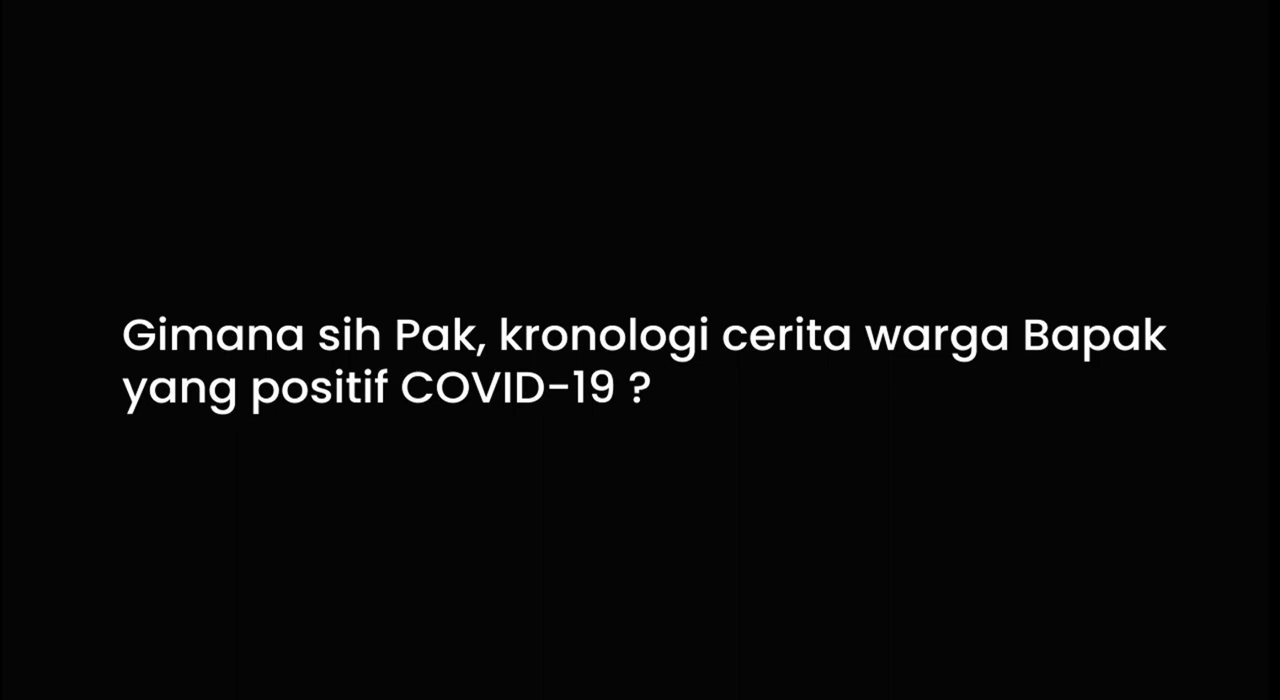 Gimana sih Pak, kronologi cerita warga Bapak
yang positif COVID-19 ?